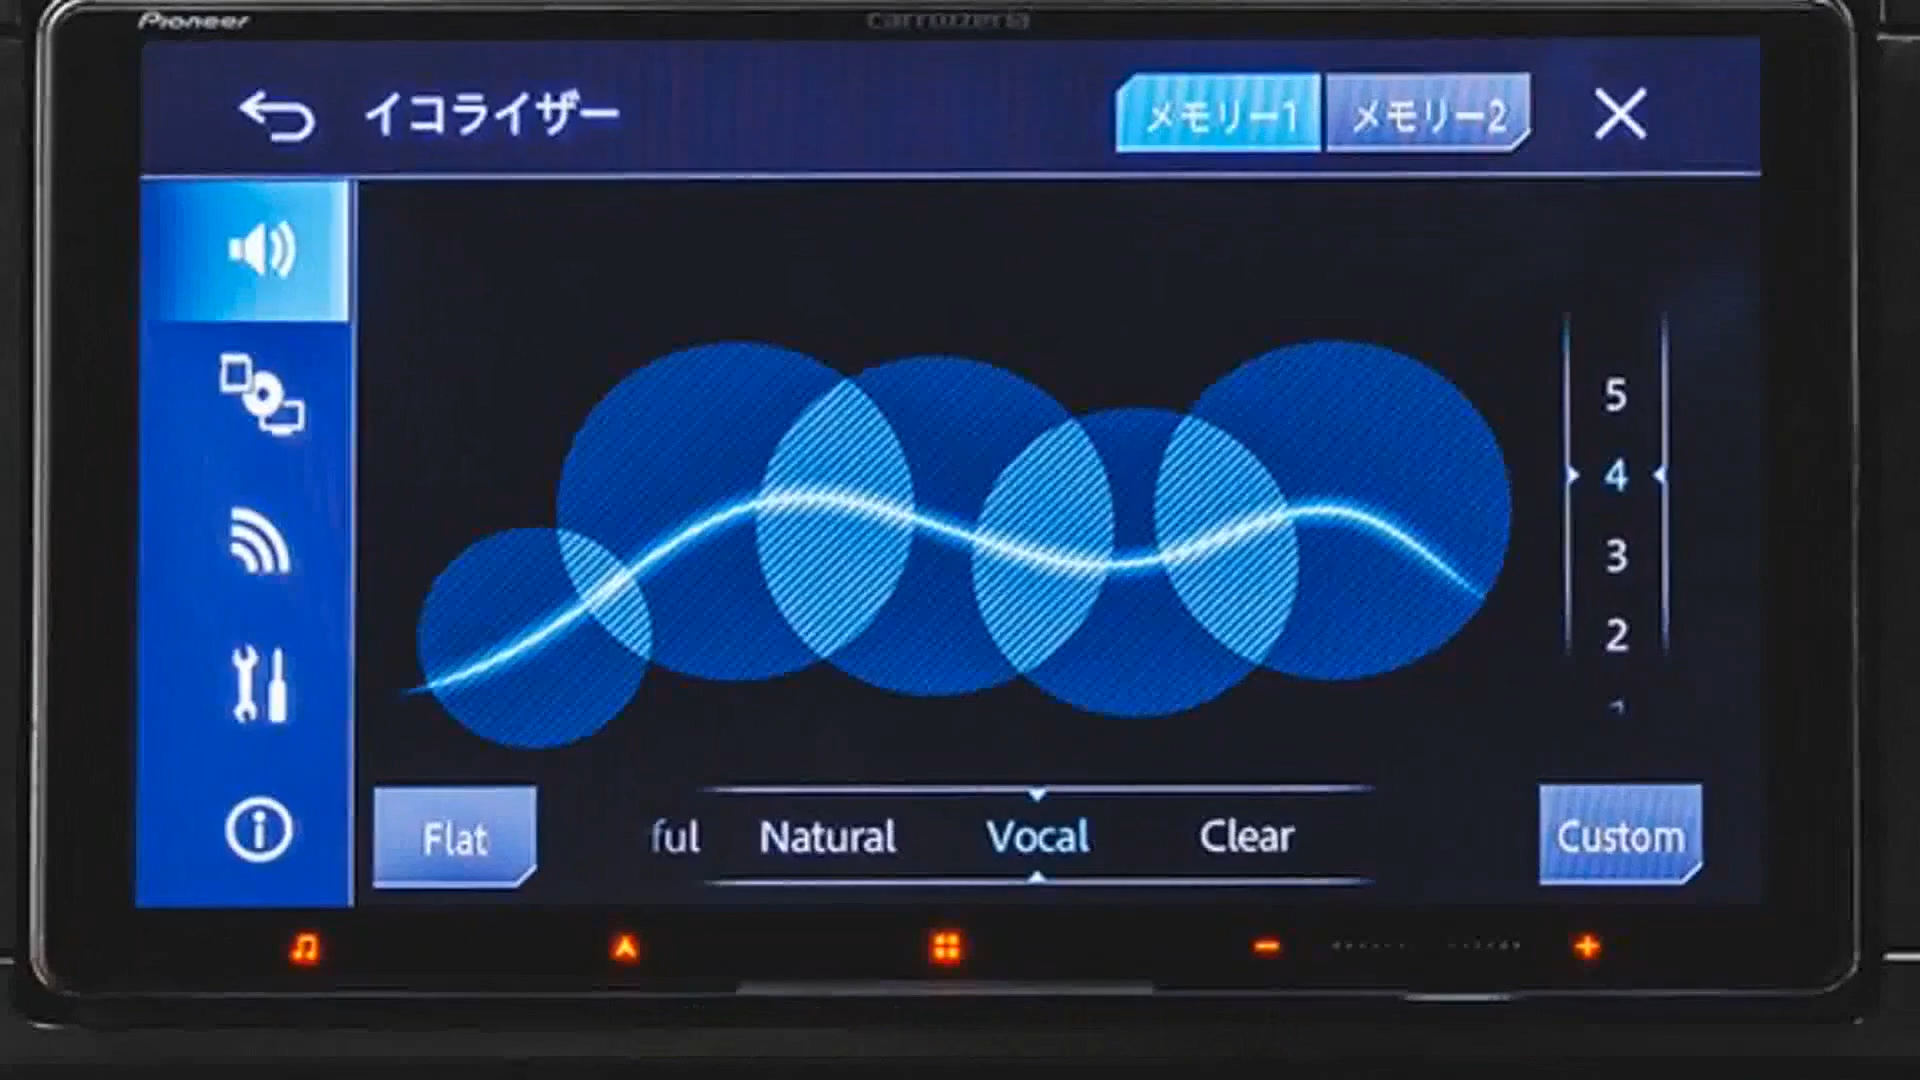 Pioneer
carrozzeria
イコライザー
メモリー1
メモリー2
5
4
3
2
Flat
ful
Natural
Vocal
Clear
Custom